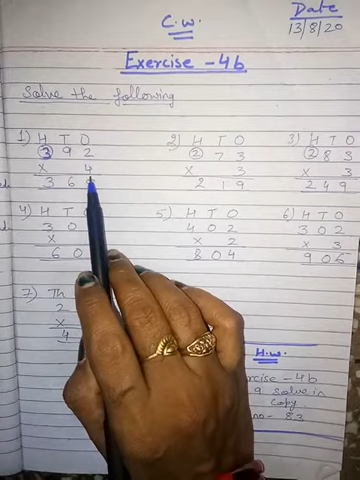 C.W.
Date
13/8/20
Exercise - 4b
Solve the following
1) H T O
3 9 2
x 4
3 6
2) H T O
2 7 3
x 3
2 1 9
3) H T O
2 8 3
x 3
2 4 9
4) H T
3 0
x
6 0
5) H T O
4 0 2
x 2
8 0 4
6) H T O
3 0 2
x 3
9 0 6
7) Th
2
x
4
H.W.
rcise - 4b
9 solve in
copy
no - 83